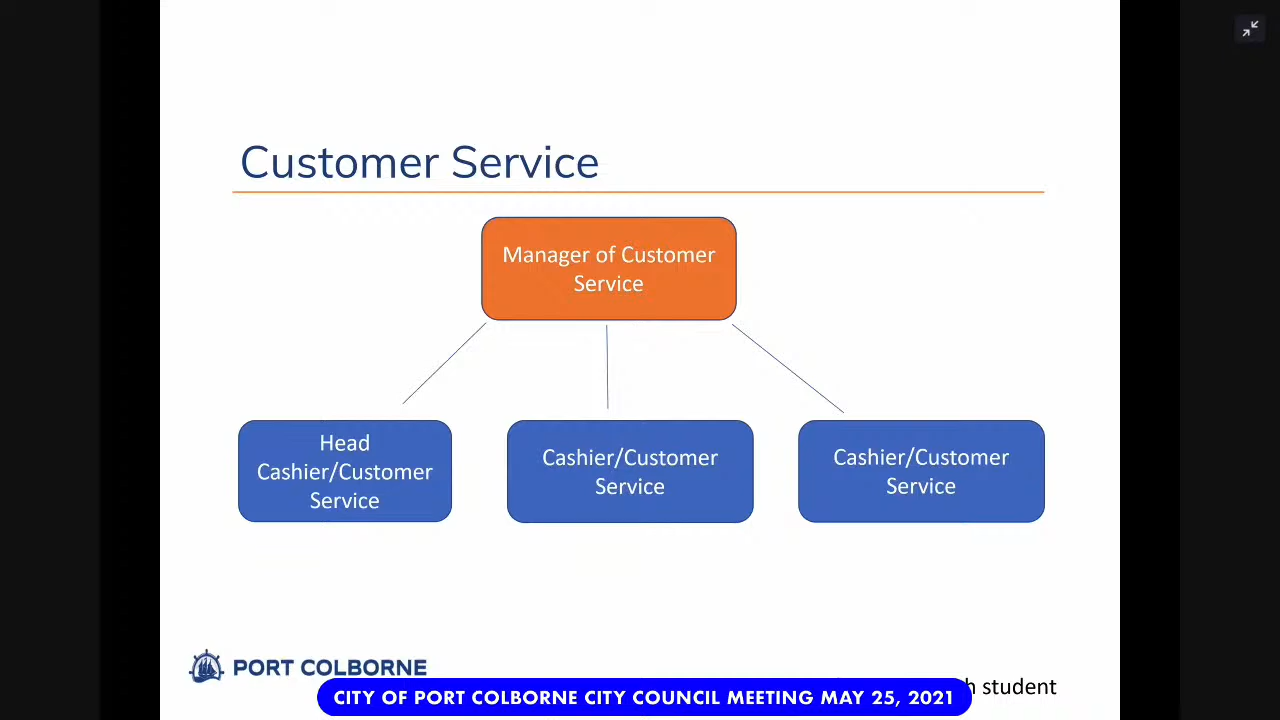 Customer Service
Manager of Customer
Service
Head
Cashier/Customer
Service
Cashier/Customer
Service
Cashier/Customer
Service
PORT COLBORNE
student
CITY OF PORT COLBORNE CITY COUNCIL MEETING MAY 25, 2021